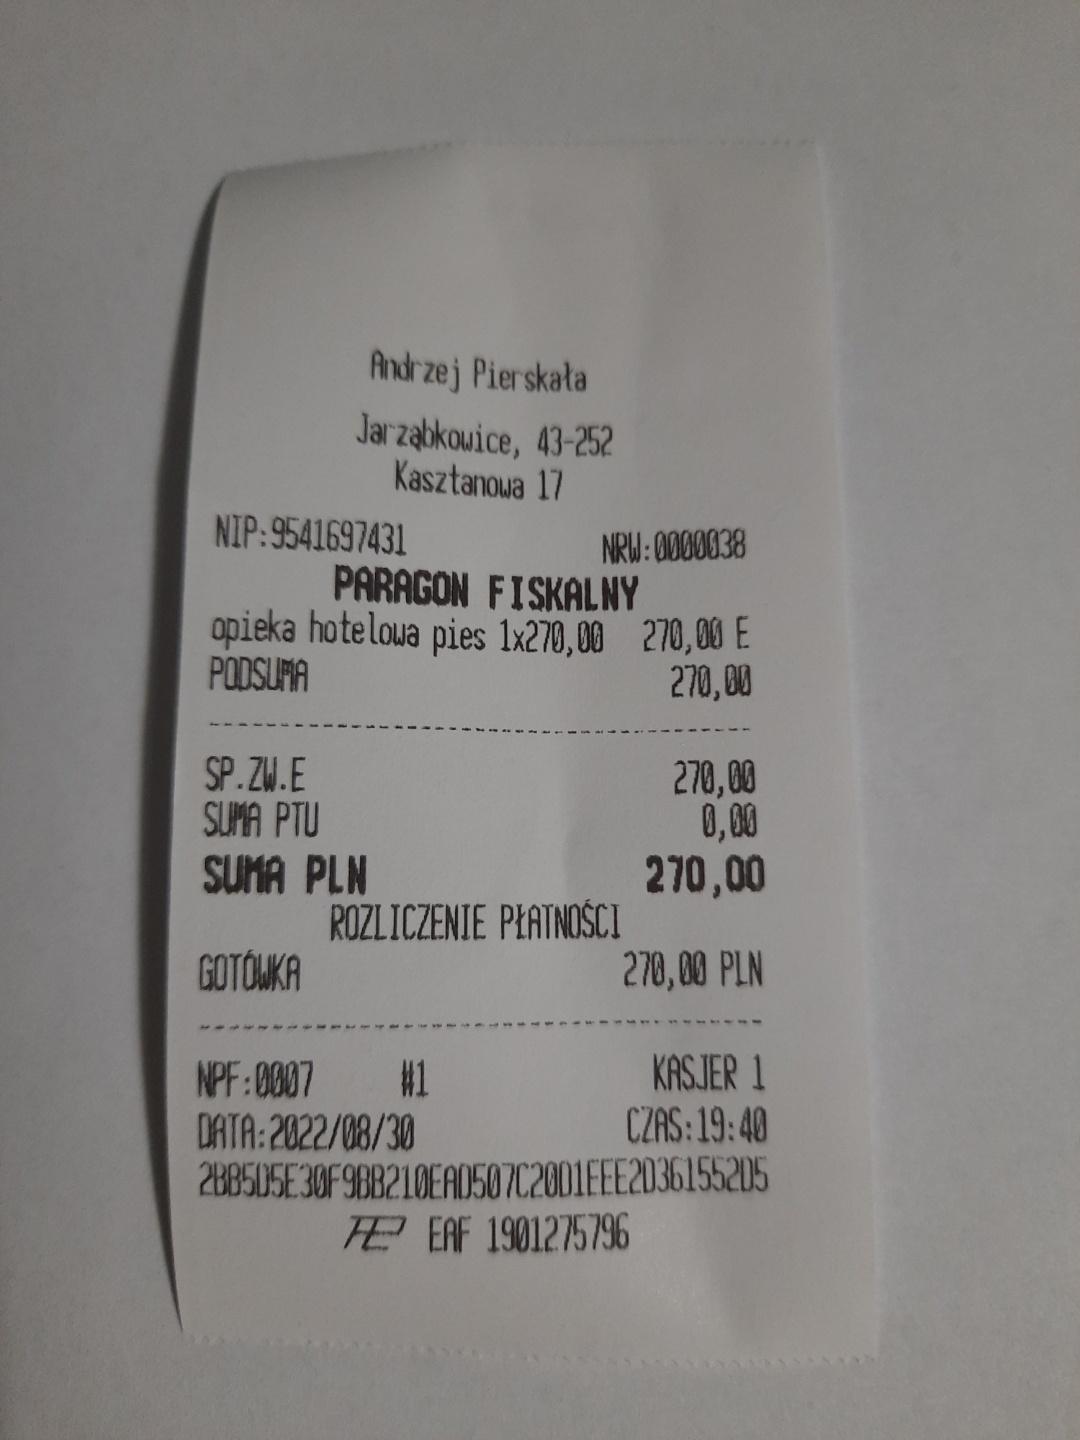 Andrzej Pierskała
Jarząbkowice, 43-252
Kasztanowa 17
NIP:9541697431 NRW:0000038
PARAGON FISKALNY
opieka hotelowa pies 1x270,00 270,00 E
PODSUMA 270,00
SP.ZW.E 270,00
SUMA PTU 0,00
SUMA PLN 270,00
ROZLICZENIE PŁATNOŚCI
GOTÓWKA 270,00 PLN
NPF:0007 #1 KASJER 1
DATA:2022/08/30 CZAS:19:40
2BB5D5E30F9BB210EAD507C20D1EEE2D361552D5
EAF 1901275796